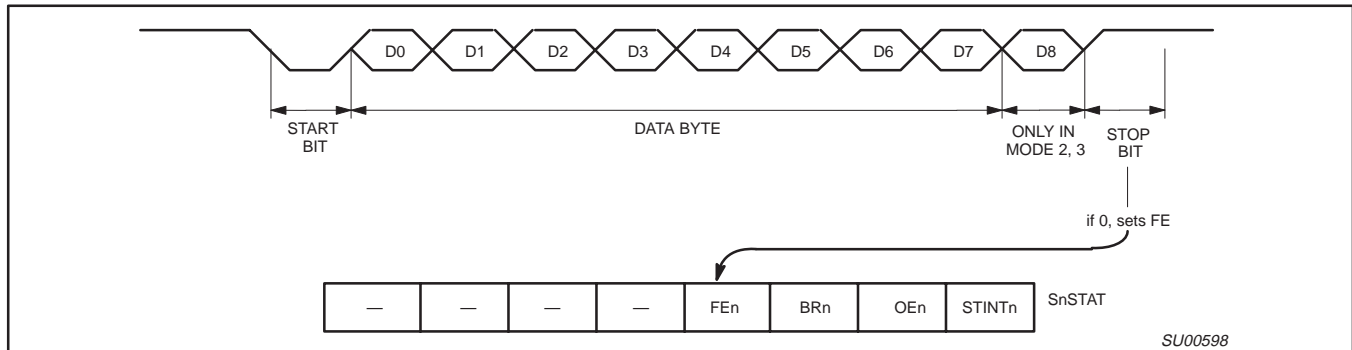 D0 D1 D2 D3 D4 D5 D6 D7 D8
START
BIT
DATA BYTE
ONLY IN
MODE 2, 3
STOP
BIT
if 0, sets FE
— — — — FEn BRn OEn STINTn SnSTAT
SU00598